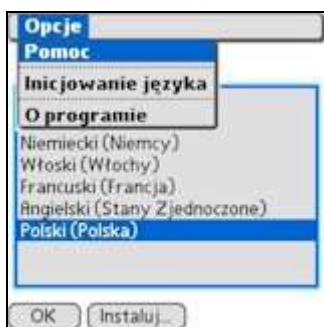 Opcje
Pomoc
Inicjowanie języka
O programie
Niemiecki (Niemcy)
Włoski (Włochy)
Francuski (Francja)
Angielski (Stany Zjednoczone)
Polski (Polska)
OK
Instaluj...